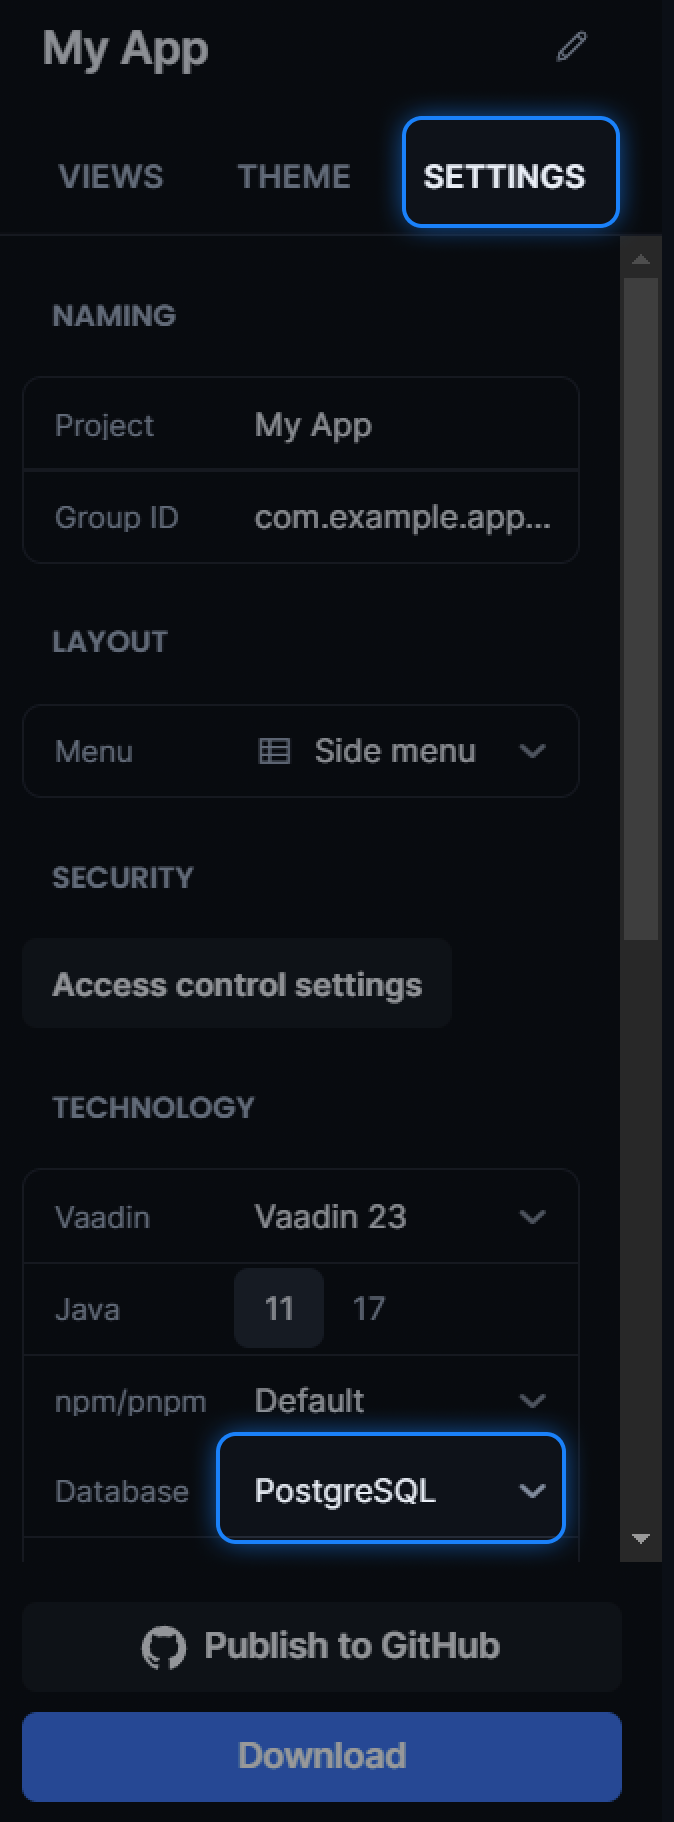 My App
VIEWS THEME SETTINGS
NAMING
Project My App
Group ID com.example.app...
LAYOUT
Menu Side menu
SECURITY
Access control settings
TECHNOLOGY
Vaadin Vaadin 23
Java 11 17
npm/pnpm Default
Database PostgreSQL
Publish to GitHub
Download